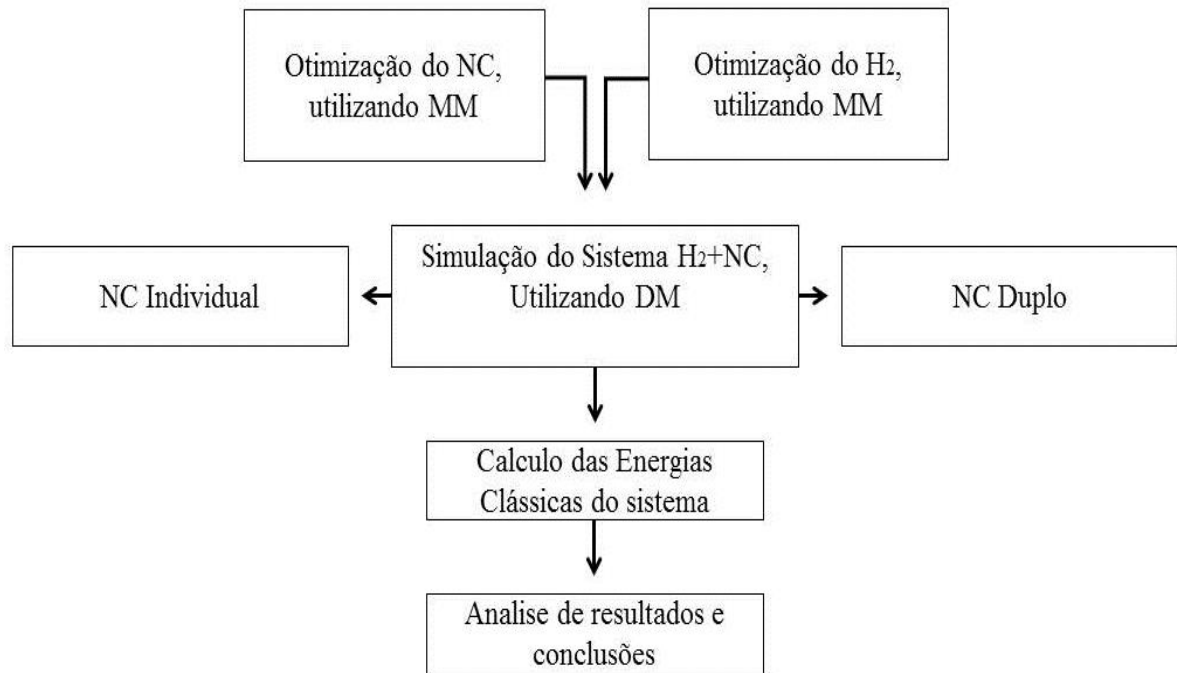 Otimização do NC,
utilizando MM
Otimização do H₂,
utilizando MM
Simulação do Sistema H₂+NC,
Utilizando DM
NC Individual
NC Duplo
Calculo das Energias
Clássicas do sistema
Analise de resultados e
conclusões